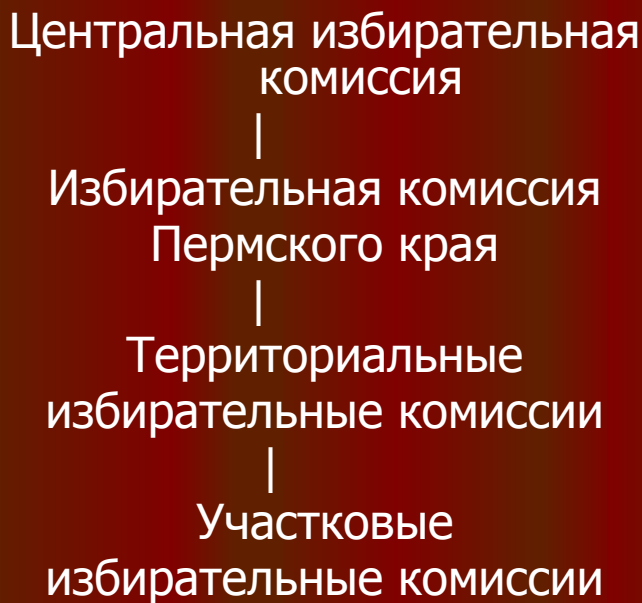 Центральная избирательная
комиссия
|
Избирательная комиссия
Пермского края
|
Территориальные
избирательные комиссии
|
Участковые
избирательные комиссии